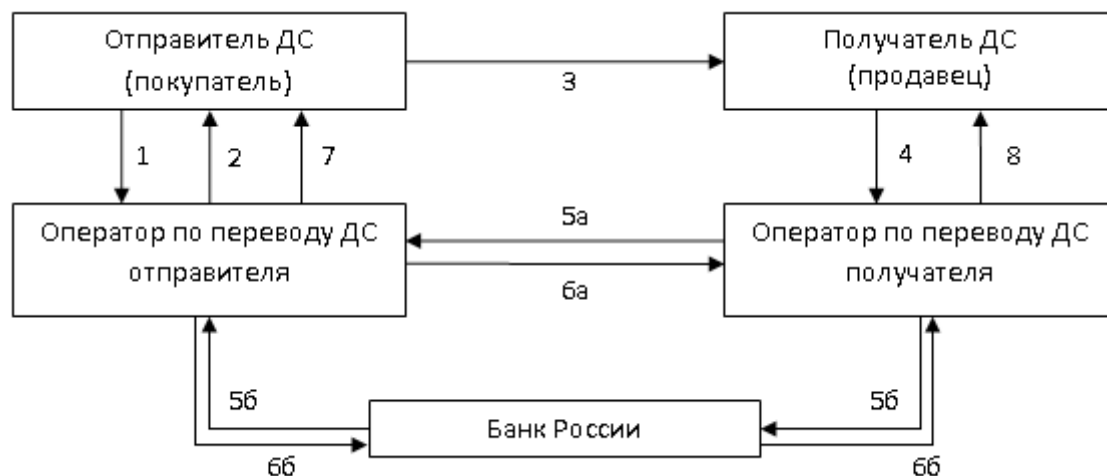 Отправитель ДС
(покупатель)
Получатель ДС
(продавец)
3
1
2
7
4
8
Оператор по переводу ДС
отправителя
5а
6а
Оператор по переводу ДС
получателя
5б
5б
Банк России
6б
6б